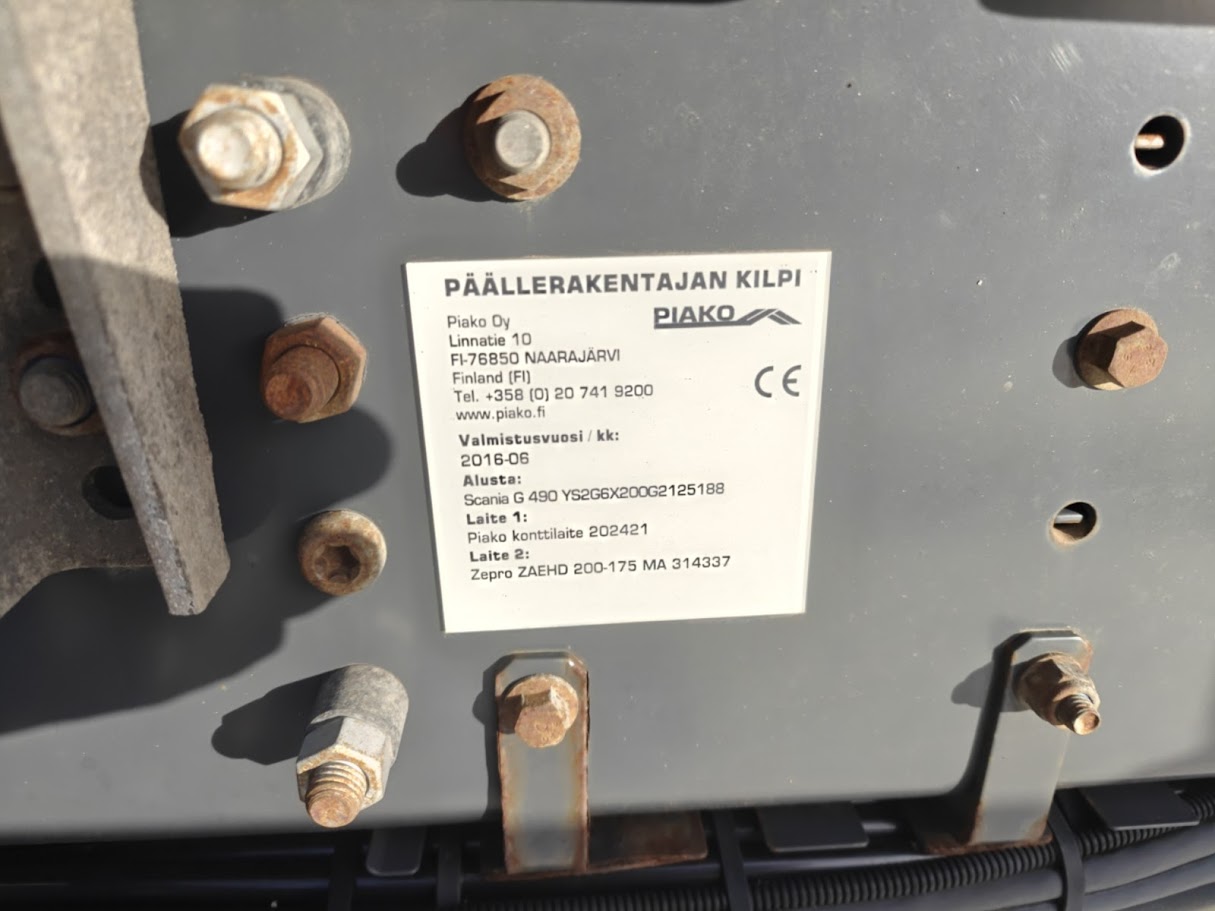 PÄÄLLERAKENTAJAN KILPI
Piako Oy
PIAKO
Linnatie 10
FI-76850 NAARAJÄRVI
Finland (FI)
Tel. +358 (0) 20 741 9200
www.piako.fi
CE
Valmistusvuosi / kk:
2016-06
Alusta:
Scania G 490 YS2G6X200G2125188
Laite 1:
Piako konttilaite 202421
Laite 2:
Zepro ZAEHD 200-175 MA 314337